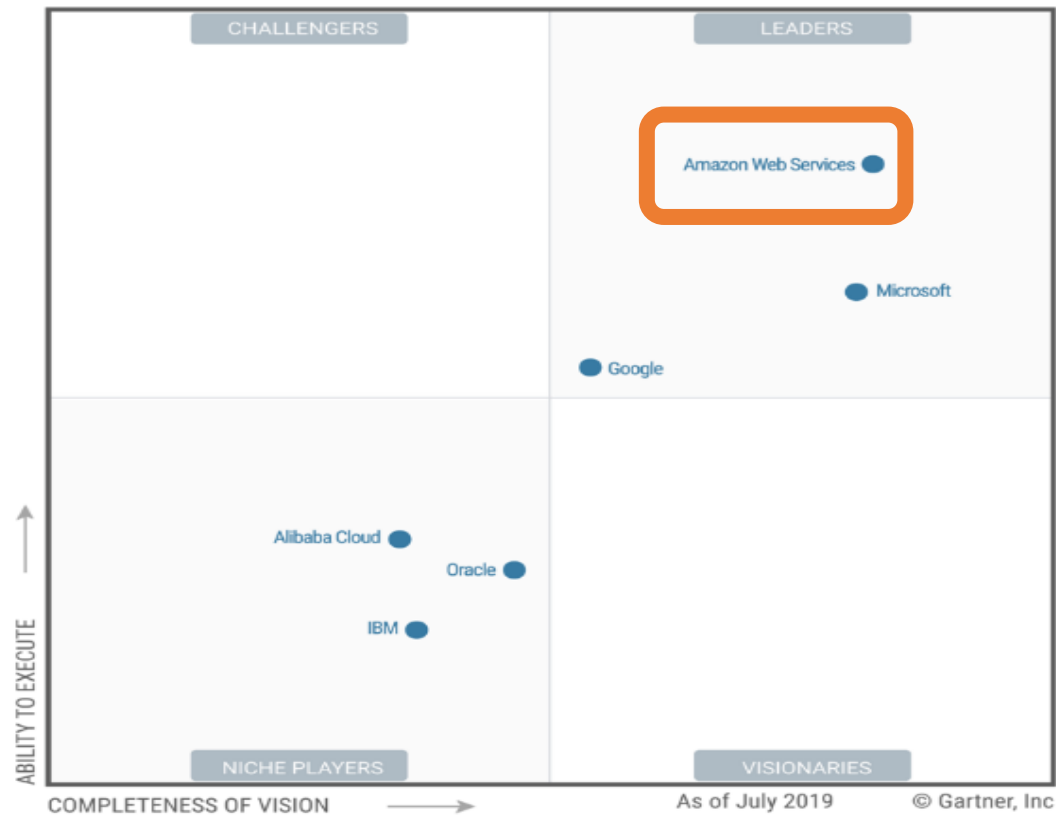 CHALLENGERS
LEADERS
Amazon Web Services
Microsoft
Google
Alibaba Cloud
Oracle
IBM
ABILITY TO EXECUTE
NICHE PLAYERS
VISIONARIES
COMPLETENESS OF VISION
As of July 2019
© Gartner, Inc